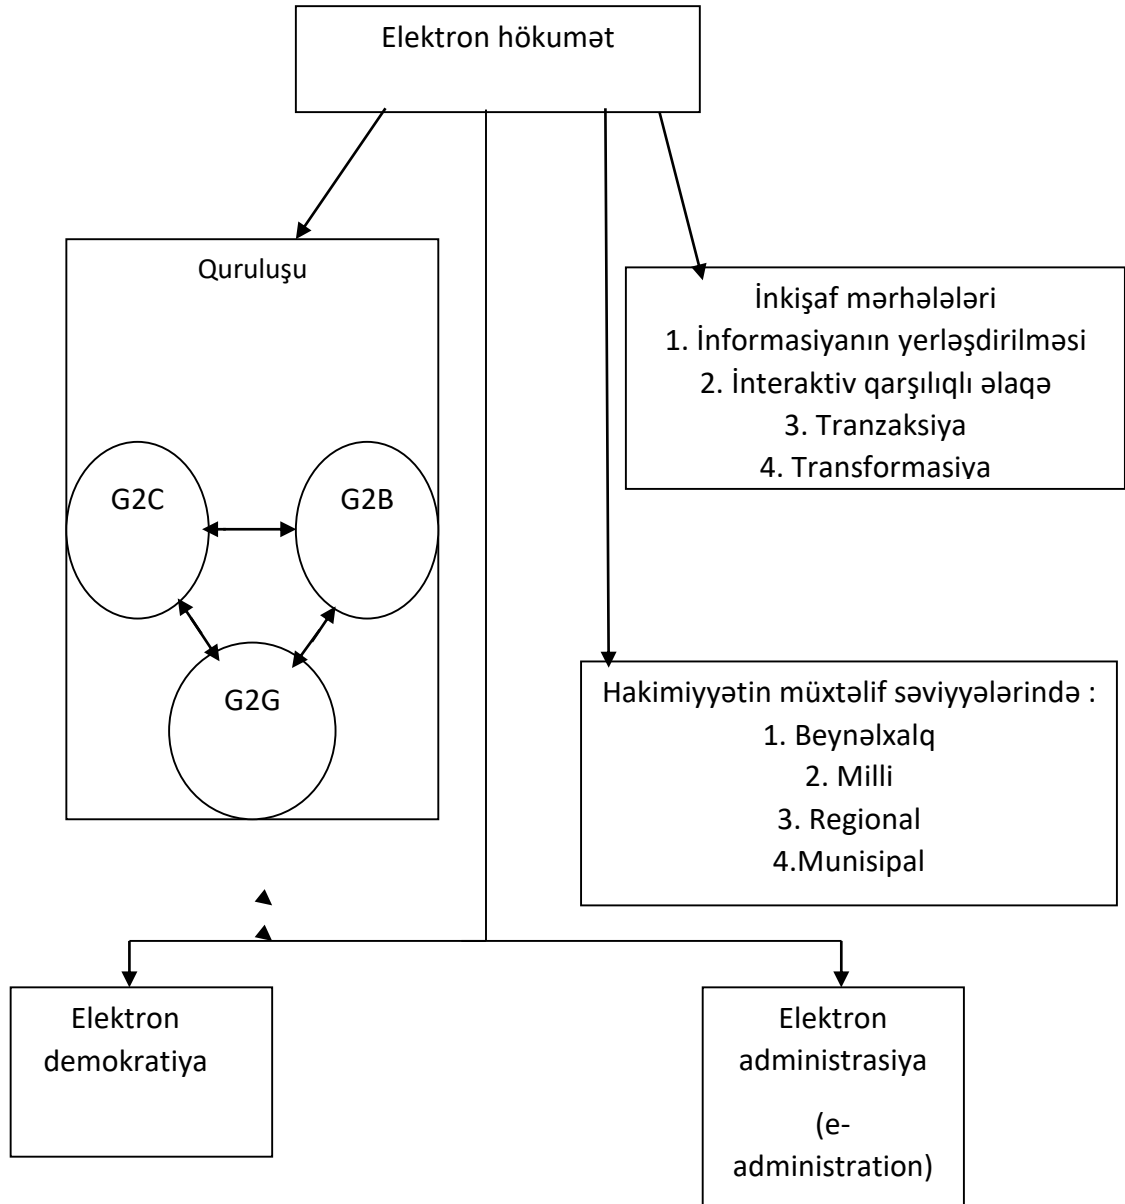 Elektron hökumət
Quruluşu
G2C
G2B
G2G
İnkişaf mərhələləri
1. İnformasiyanın yerləşdirilməsi
2. İnteraktiv qarşılıqlı əlaqə
3. Tranzaksiya
4. Transformasiya
Hakimiyyətin müxtəlif səviyyələrində :
1. Beynəlxalq
2. Milli
3. Regional
4.Munisipal
Elektron
demokratiya
Elektron
administrasiya
(e-
administration)